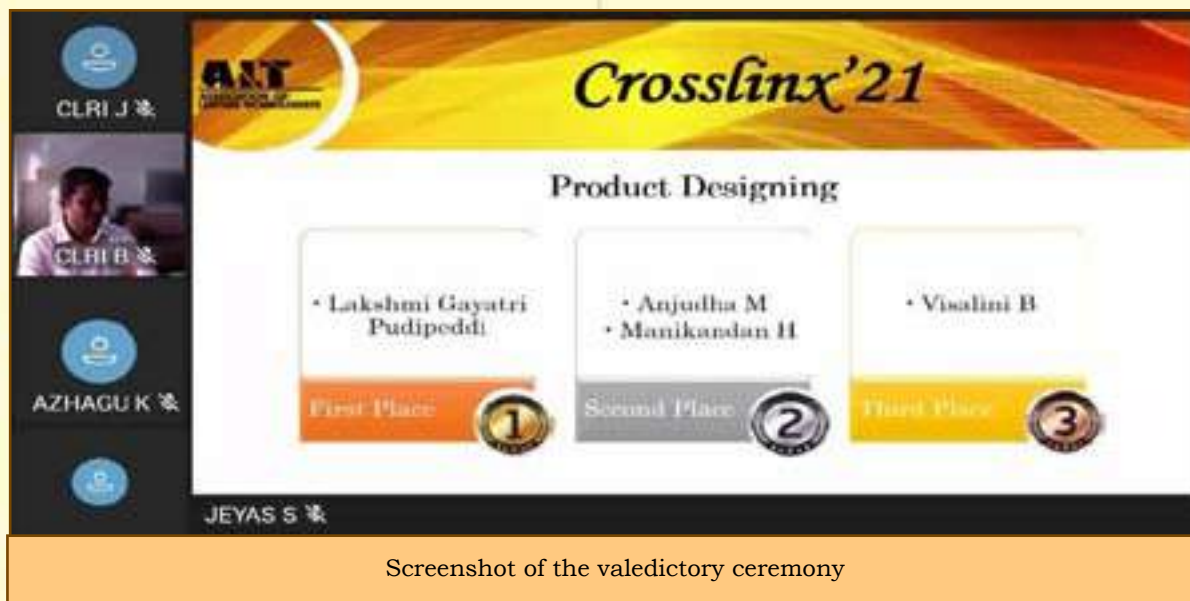 CLRI J
CLRI B
AZHAGU K
ALT
Crosslinx'21
Product Designing
• Lakshmi Gayatri
Pudipeddi
First Place
1
• Anjudha M
• Manikandan H
Second Place
2
• Visalini B
Third Place
3
JEYAS S
Screenshot of the valedictory ceremony